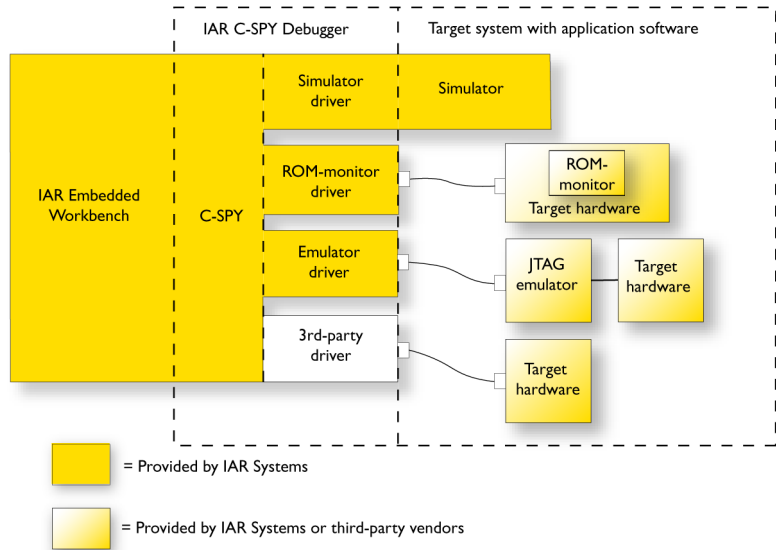 IAR C-SPY Debugger
Target system with application software
Simulator
driver
Simulator
IAR Embedded
Workbench
C-SPY
ROM-monitor
driver
ROM-
monitor
Target hardware
Emulator
driver
JTAG
emulator
Target
hardware
3rd-party
driver
Target
hardware
= Provided by IAR Systems
= Provided by IAR Systems or third-party vendors